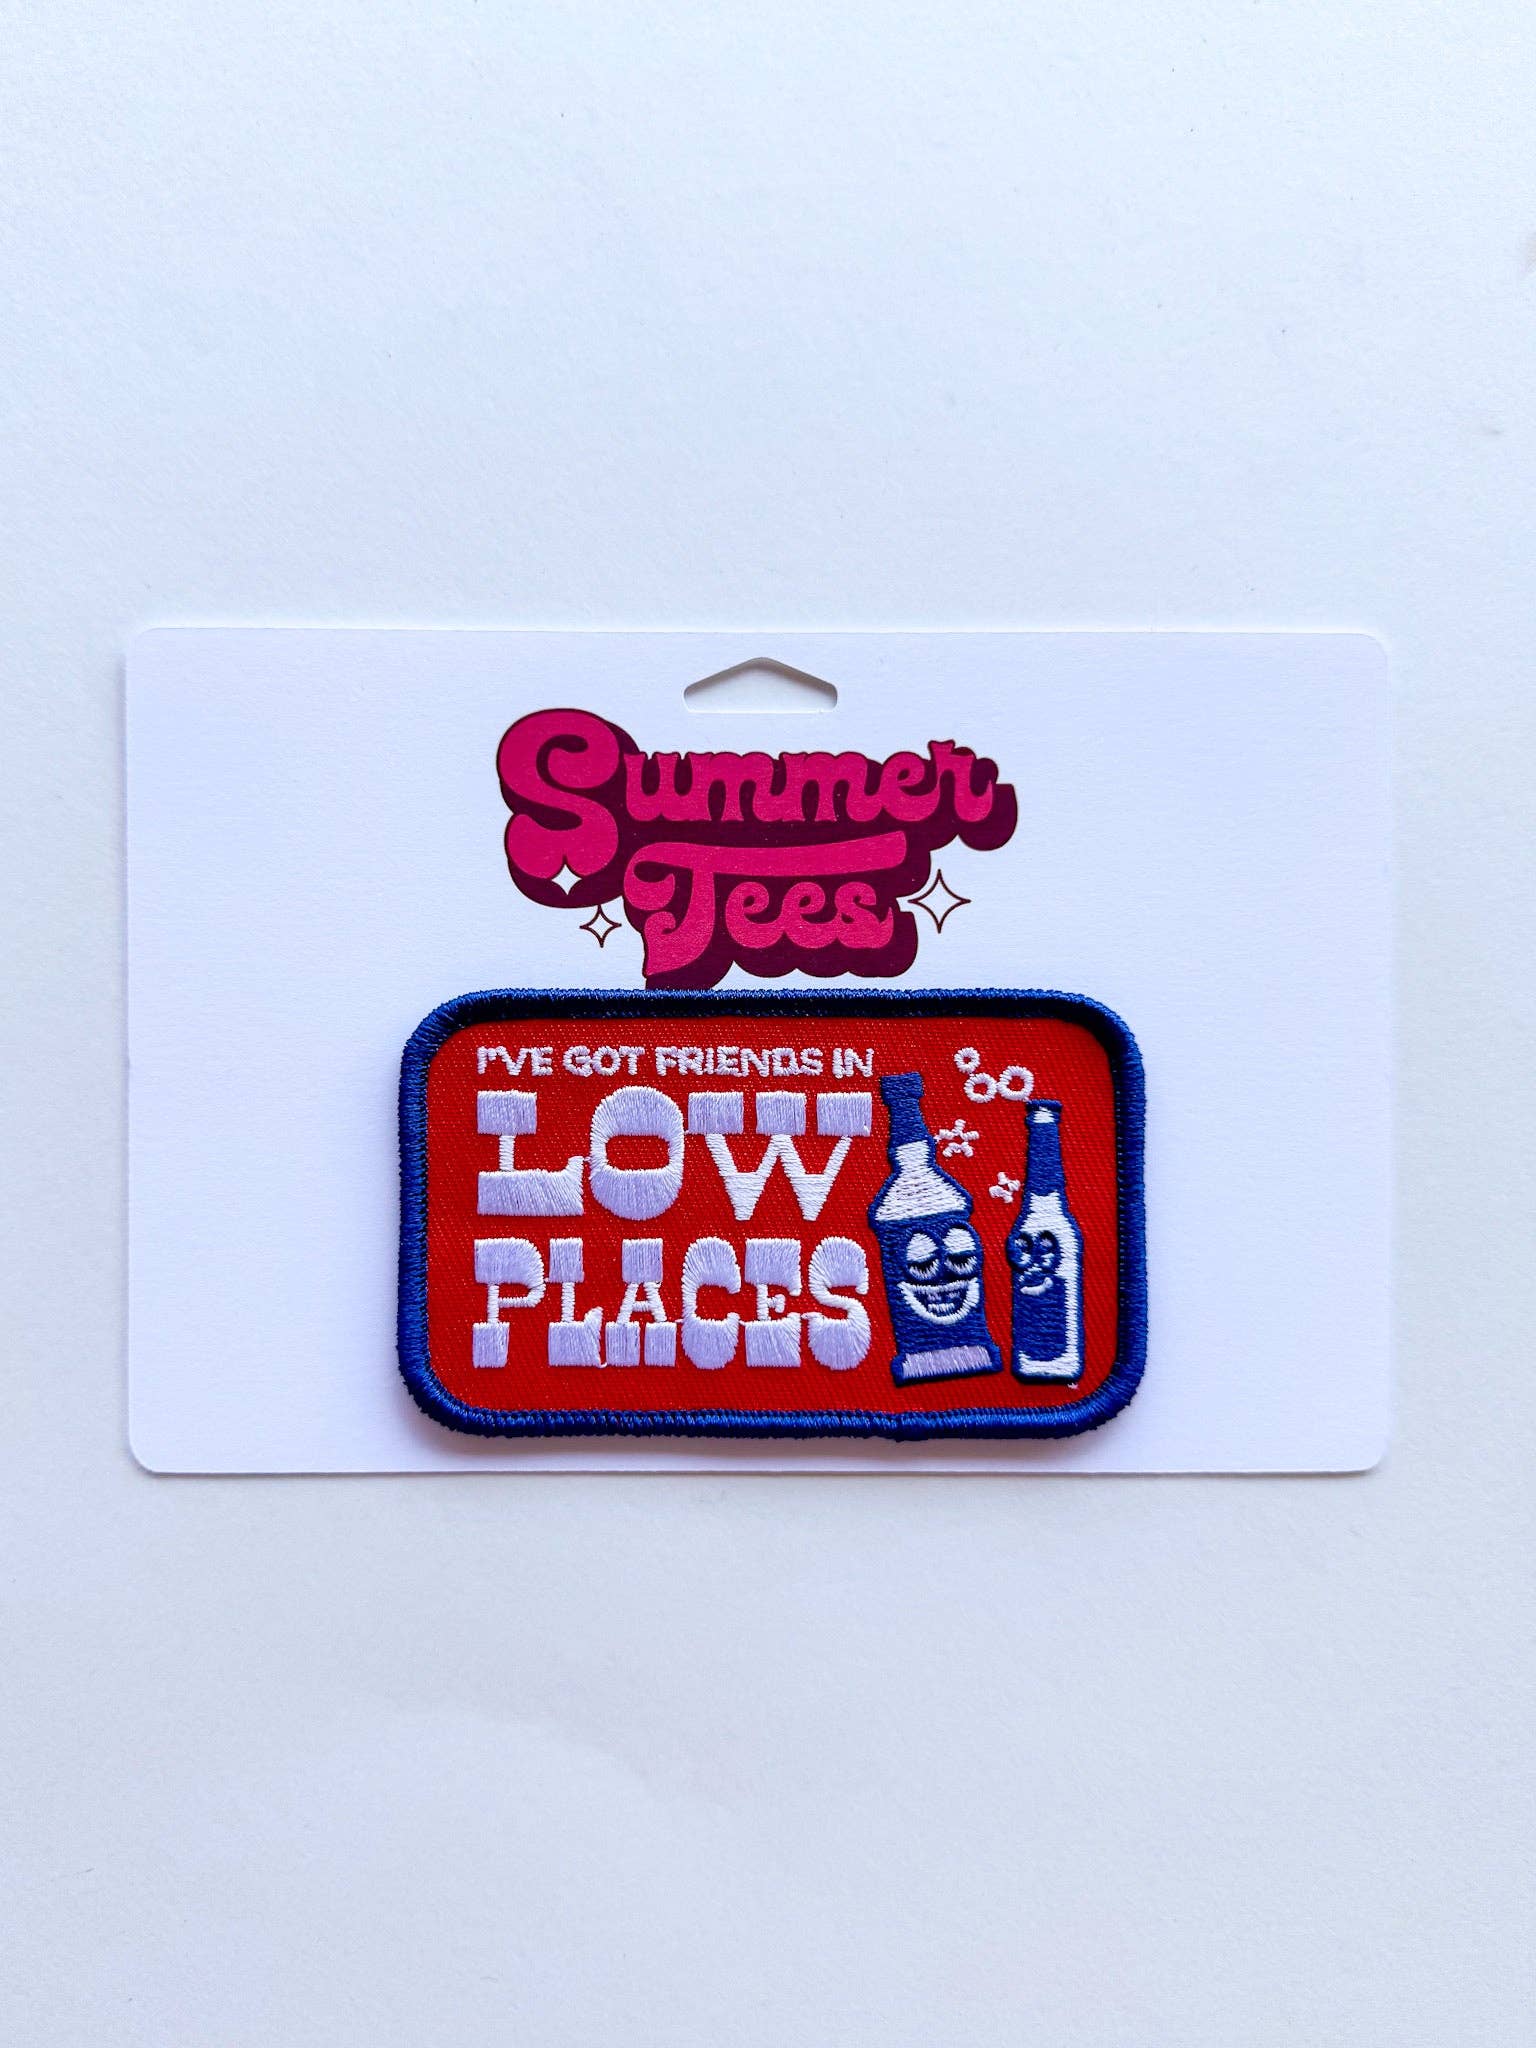 Summer
Tees
I'VE GOT FRIENDS IN
LOW
PLACES